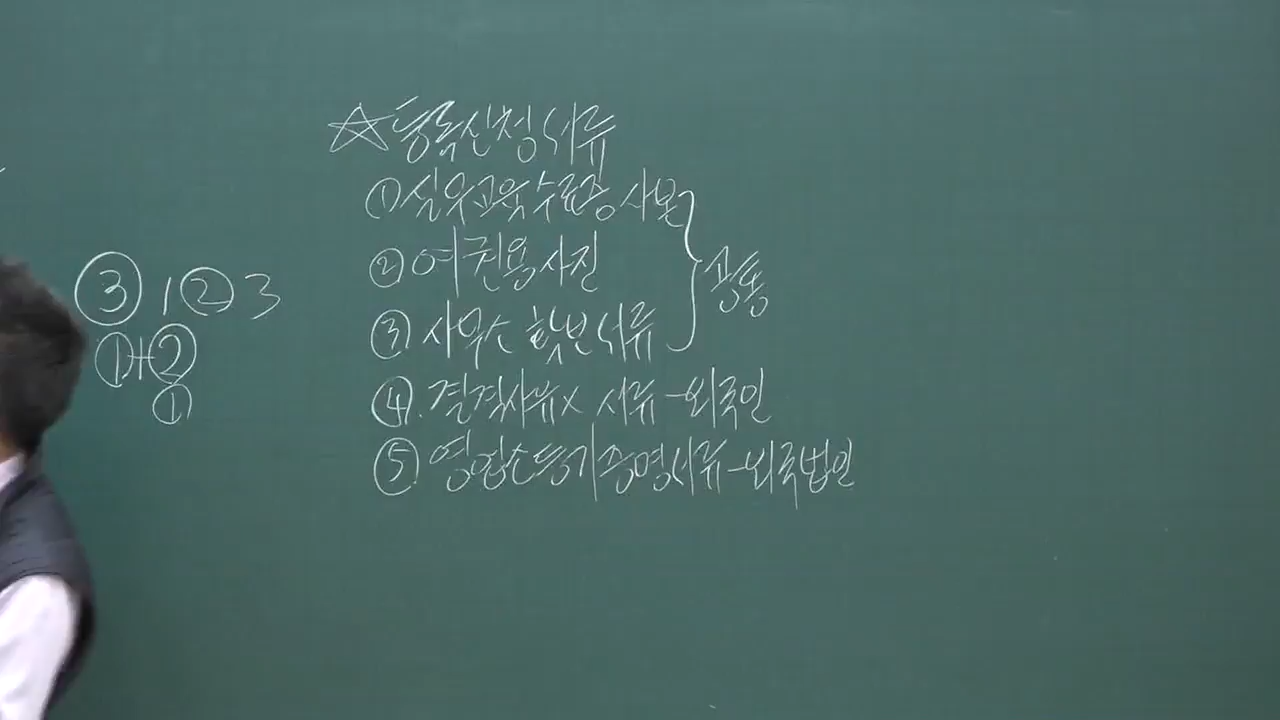 ③ 1 ② 3
①+②
①
☆등록신청서류
① 실무교육수료증 사본
② 여권용 사진
③ 사무소 확보서류
공통
④. 결격사유× 서류-외국인
⑤ 영업소등기증명서류-외국법인